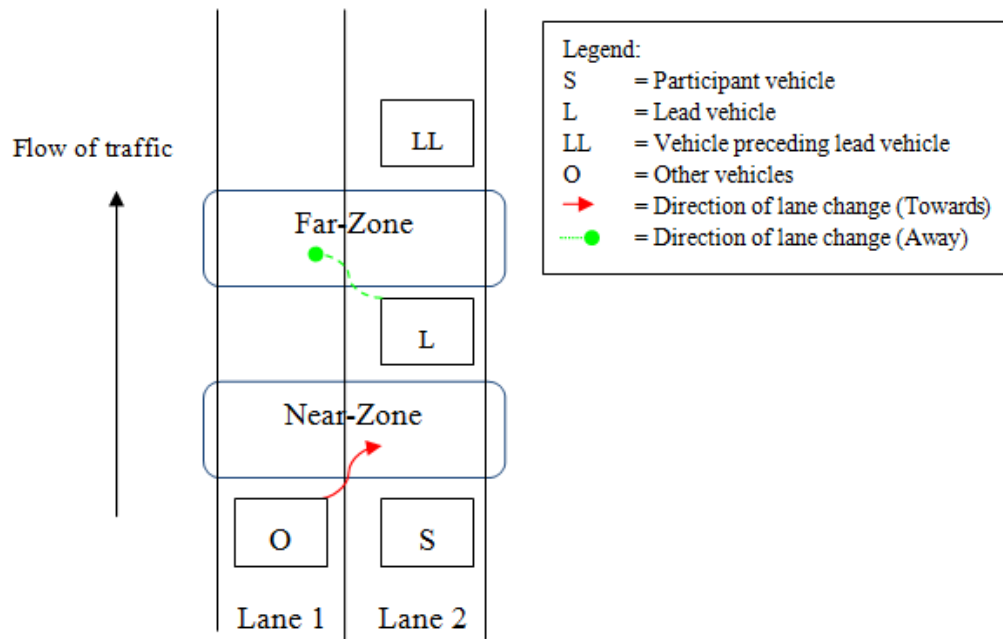 Flow of traffic
LL
Far-Zone
L
Near-Zone
O
S
Lane 1
Lane 2
Legend:
S = Participant vehicle
L = Lead vehicle
LL = Vehicle preceding lead vehicle
O = Other vehicles
= Direction of lane change (Towards)
= Direction of lane change (Away)